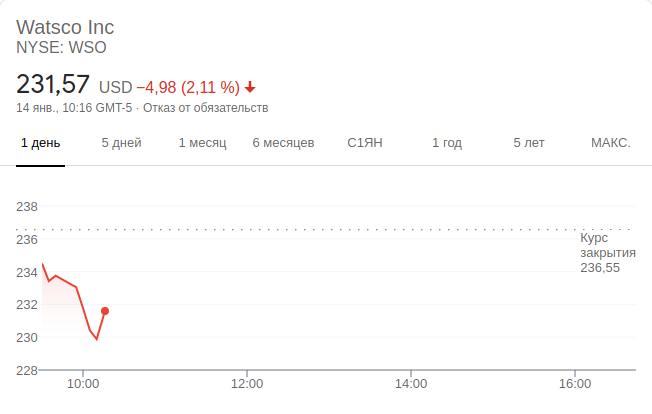 Watsco Inc
NYSE: WSO
231,57 USD −4,98 (2,11 %)
14 янв., 10:16 GMT-5 · Отказ от обязательств
1 день 5 дней 1 месяц 6 месяцев С1ЯН 1 год 5 лет МАКС.
238
236
234
232
230
228
Курс
закрытия
236,55
10:00 12:00 14:00 16:00